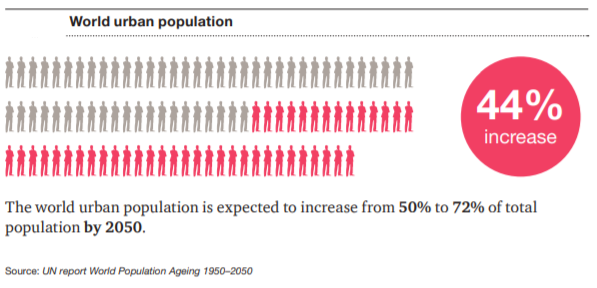 World urban population
44%
increase
The world urban population is expected to increase from 50% to 72% of total
population by 2050.
Source: UN report World Population Ageing 1950–2050